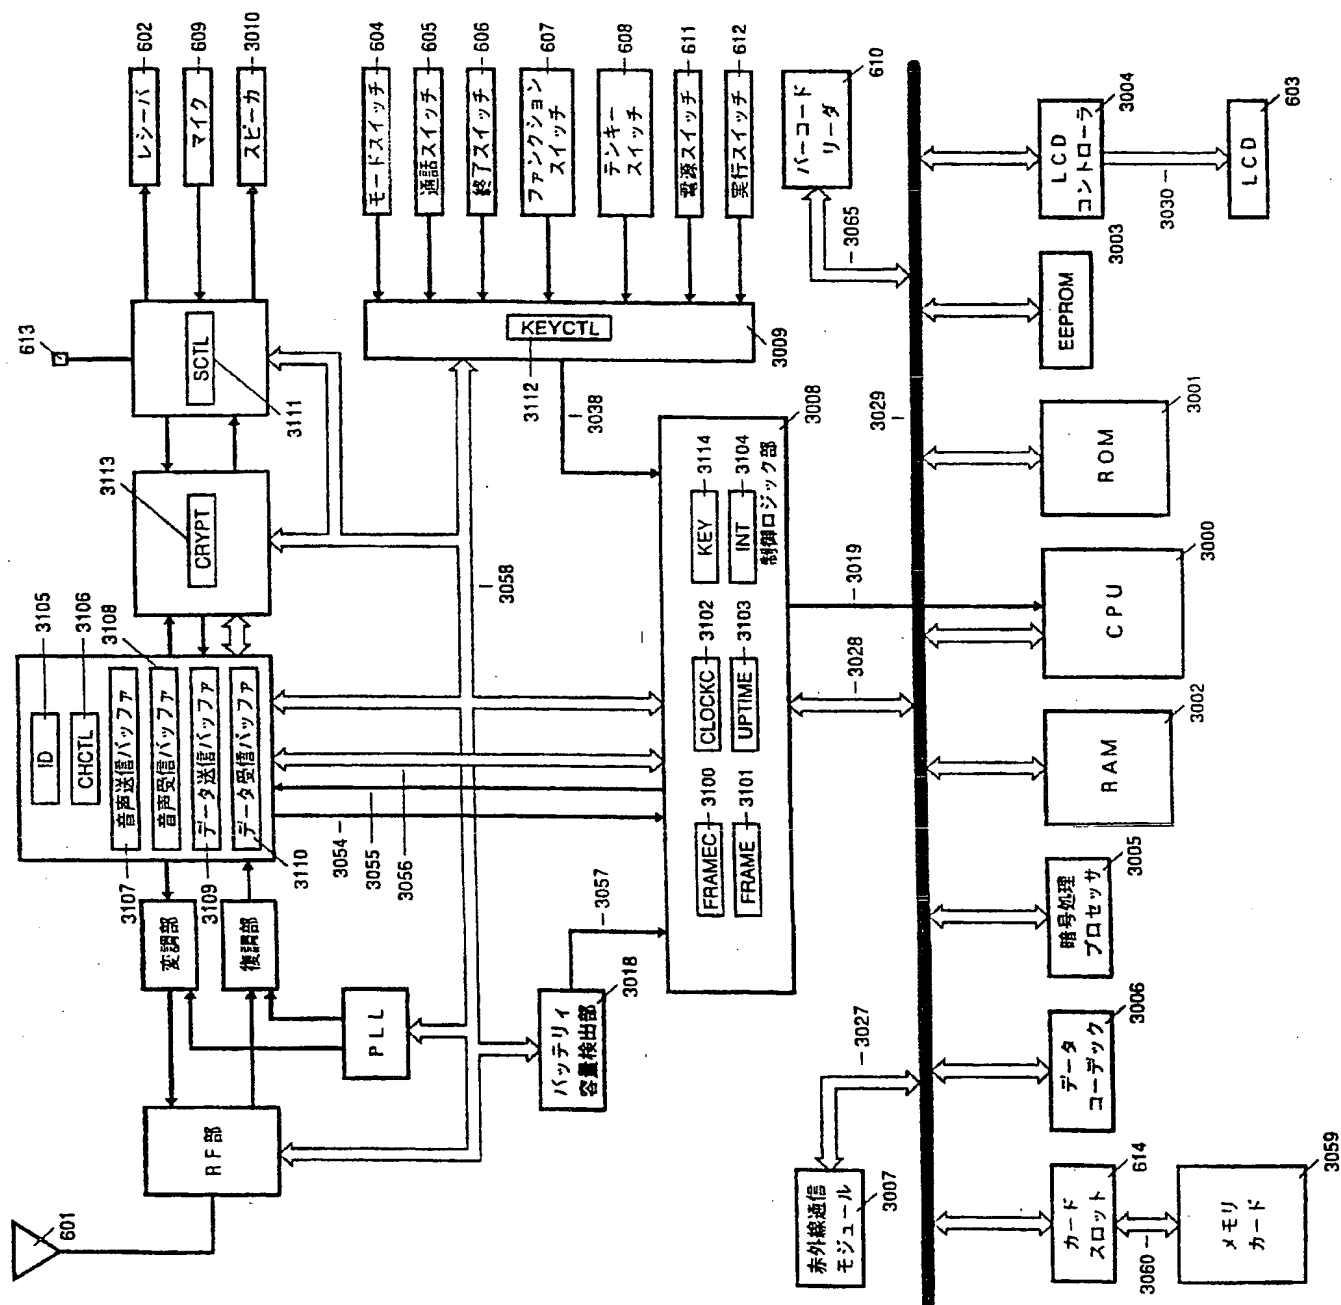 601
RF部
変調部
復調部
PLL
バッテリィ
容量検出部
3018
3057
ID
3105
CHCTL
3106
音声送信バッファ
3107
音声受信バッファ
3108
データ送信バッファ
3109
データ受信バッファ
3110
3054
3055
3056
3058
CRYPT
3113
SCTL
3111
613
レシーバ
602
マイク
609
スピーカ
3010
モードスイッチ
604
通話スイッチ
605
終了スイッチ
606
ファンクション
スイッチ
607
テンキー
スイッチ
608
電源スイッチ
611
実行スイッチ
612
KEYCTL
3112
3009
3038
FRAMEC
3100
FRAME
3101
CLOCKC
3102
UPTIME
3103
KEY
3114
INT
3104
制御ロジック部
3008
3019
3028
3029
赤外線通信
モジュール
3007
3027
バーコード
リーダ
610
3065
カード
スロット
614
3060
メモリ
カード
3059
データ
コーデック
3006
暗号処理
プロセッサ
3005
RAM
3002
CPU
3000
ROM
3001
EEPROM
3003
LCD
コントローラ
3004
3030
LCD
603